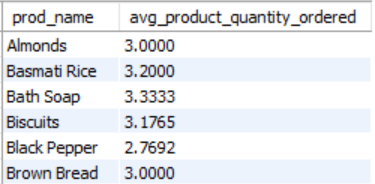 prod_name avg_product_quantity_ordered
Almonds 3.0000
Basmati Rice 3.2000
Bath Soap 3.3333
Biscuits 3.1765
Black Pepper 2.7692
Brown Bread 3.0000